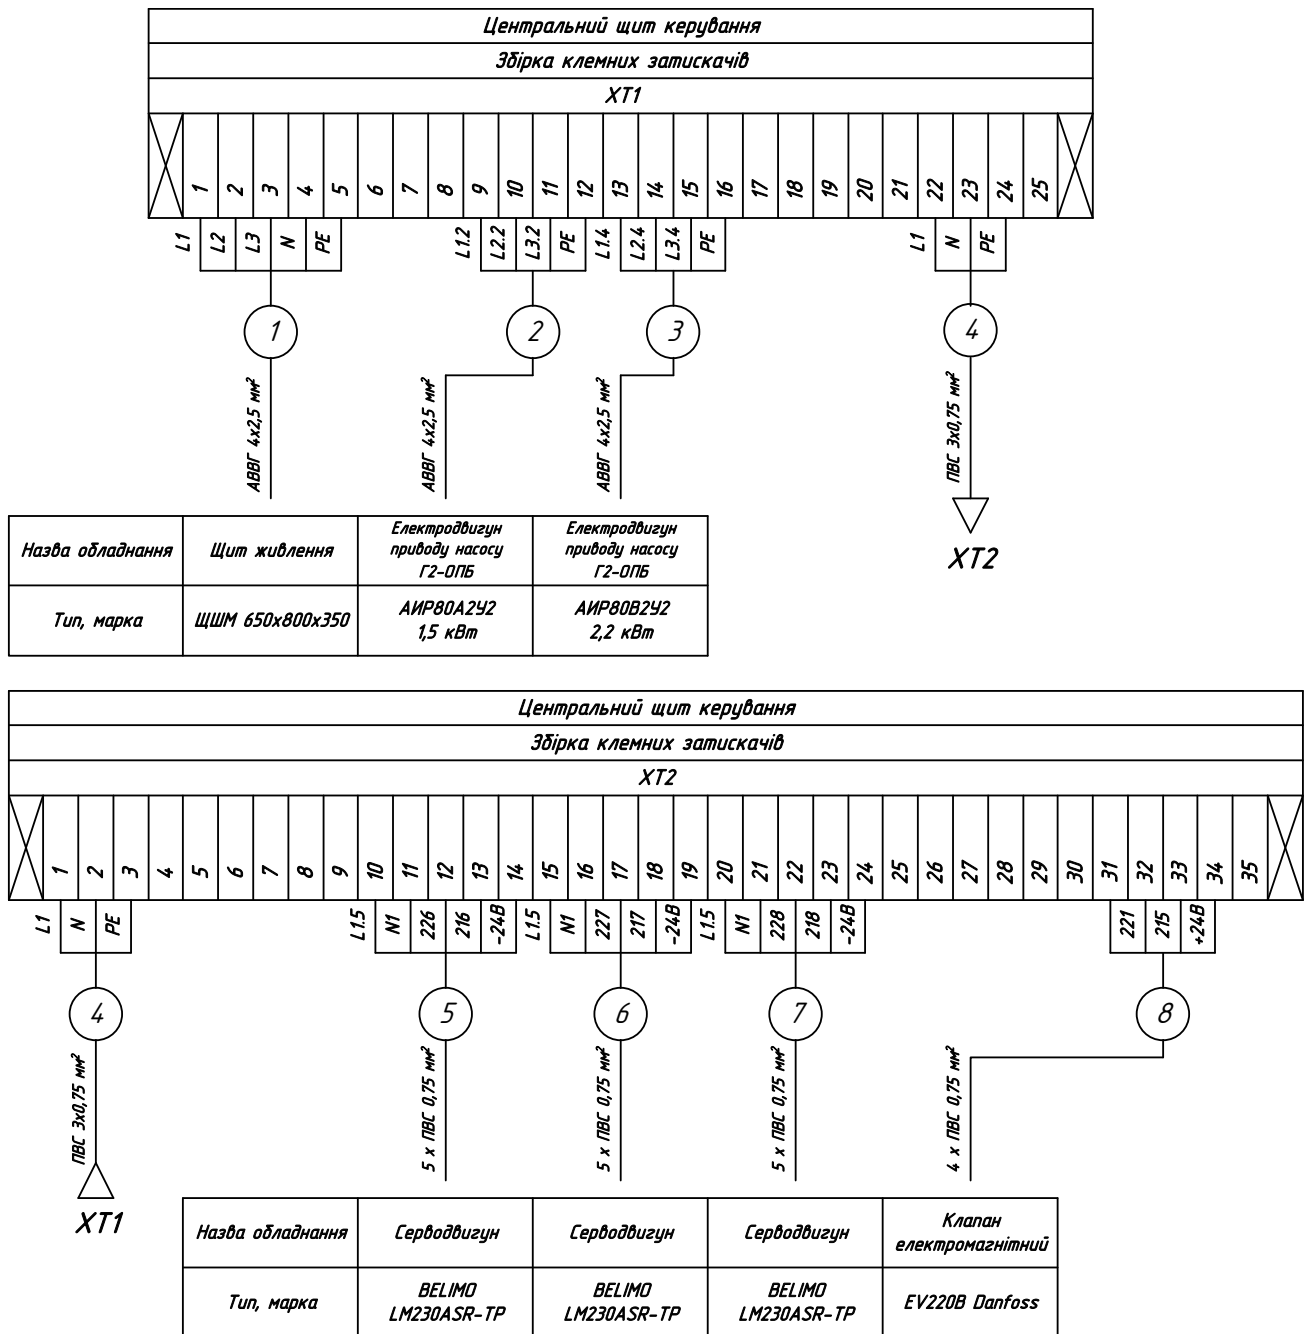 Центральний щит керування
Збірка клемних затискачів
XT1
1 2 3 4 5 6 7 8 9 10 11 12 13 14 15 16 17 18 19 20 21 22 23 24 25
L1 L2 L3 N PE L1.2 L2.2 L3.2 PE L1.4 L2.4 L3.4 PE L1 N PE
1 2 3 4
АВВГ 4х2,5 мм²
АВВГ 4х2,5 мм²
АВВГ 4х2,5 мм²
ПВС 3х0,75 мм²
XT2
Назва обладнання
Щит живлення
Електродвигун
приводу насосу
Г2-ОПБ
Електродвигун
приводу насосу
Г2-ОПБ
Тип, марка
ЩШМ 650х800х350
АИР80А2У2
1,5 кВт
АИР80В2У2
2,2 кВт
Центральний щит керування
Збірка клемних затискачів
XT2
1 2 3 4 5 6 7 8 9 10 11 12 13 14 15 16 17 18 19 20 21 22 23 24 25 26 27 28 29 30 31 32 33 34 35
L1 N PE L1.5 N1 226 216 -24В L1.5 N1 227 217 -24В L1.5 N1 228 218 -24В 221 215 +24В
4 5 6 7 8
ПВС 3х0,75 мм²
5 х ПВС 0,75 мм²
5 х ПВС 0,75 мм²
5 х ПВС 0,75 мм²
4 х ПВС 0,75 мм²
XT1
Назва обладнання
Серводвигун
Серводвигун
Серводвигун
Клапан
електромагнітний
Тип, марка
BELIMO
LM230ASR-TP
BELIMO
LM230ASR-TP
BELIMO
LM230ASR-TP
EV220B Danfoss